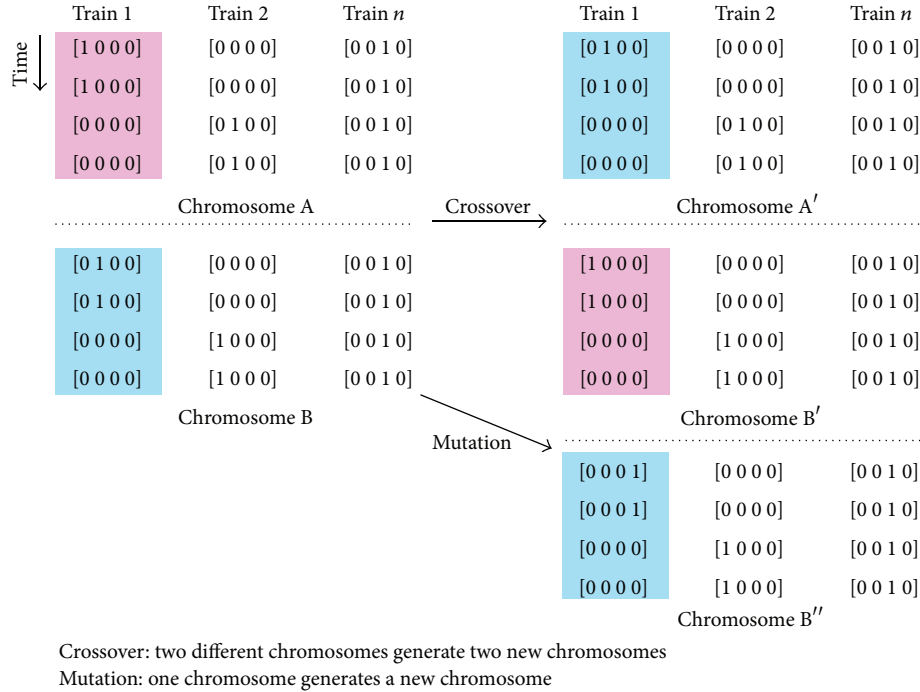 Train 1 Train 2 Train n Train 1 Train 2 Train n
Time
[1 0 0 0] [0 0 0 0] [0 0 1 0] [0 1 0 0] [0 0 0 0] [0 0 1 0]
[1 0 0 0] [0 0 0 0] [0 0 1 0] [0 1 0 0] [0 0 0 0] [0 0 1 0]
[0 0 0 0] [0 1 0 0] [0 0 1 0] [0 0 0 0] [0 1 0 0] [0 0 1 0]
[0 0 0 0] [0 1 0 0] [0 0 1 0] [0 0 0 0] [0 1 0 0] [0 0 1 0]
Chromosome A Crossover Chromosome A′
[0 1 0 0] [0 0 0 0] [0 0 1 0] [1 0 0 0] [0 0 0 0] [0 0 1 0]
[0 1 0 0] [0 0 0 0] [0 0 1 0] [1 0 0 0] [0 0 0 0] [0 0 1 0]
[0 0 0 0] [1 0 0 0] [0 0 1 0] [0 0 0 0] [1 0 0 0] [0 0 1 0]
[0 0 0 0] [1 0 0 0] [0 0 1 0] [0 0 0 0] [1 0 0 0] [0 0 1 0]
Chromosome B Chromosome B′
Mutation
[0 0 0 1] [0 0 0 0] [0 0 1 0]
[0 0 0 1] [0 0 0 0] [0 0 1 0]
[0 0 0 0] [1 0 0 0] [0 0 1 0]
[0 0 0 0] [1 0 0 0] [0 0 1 0]
Chromosome B″
Crossover: two different chromosomes generate two new chromosomes
Mutation: one chromosome generates a new chromosome